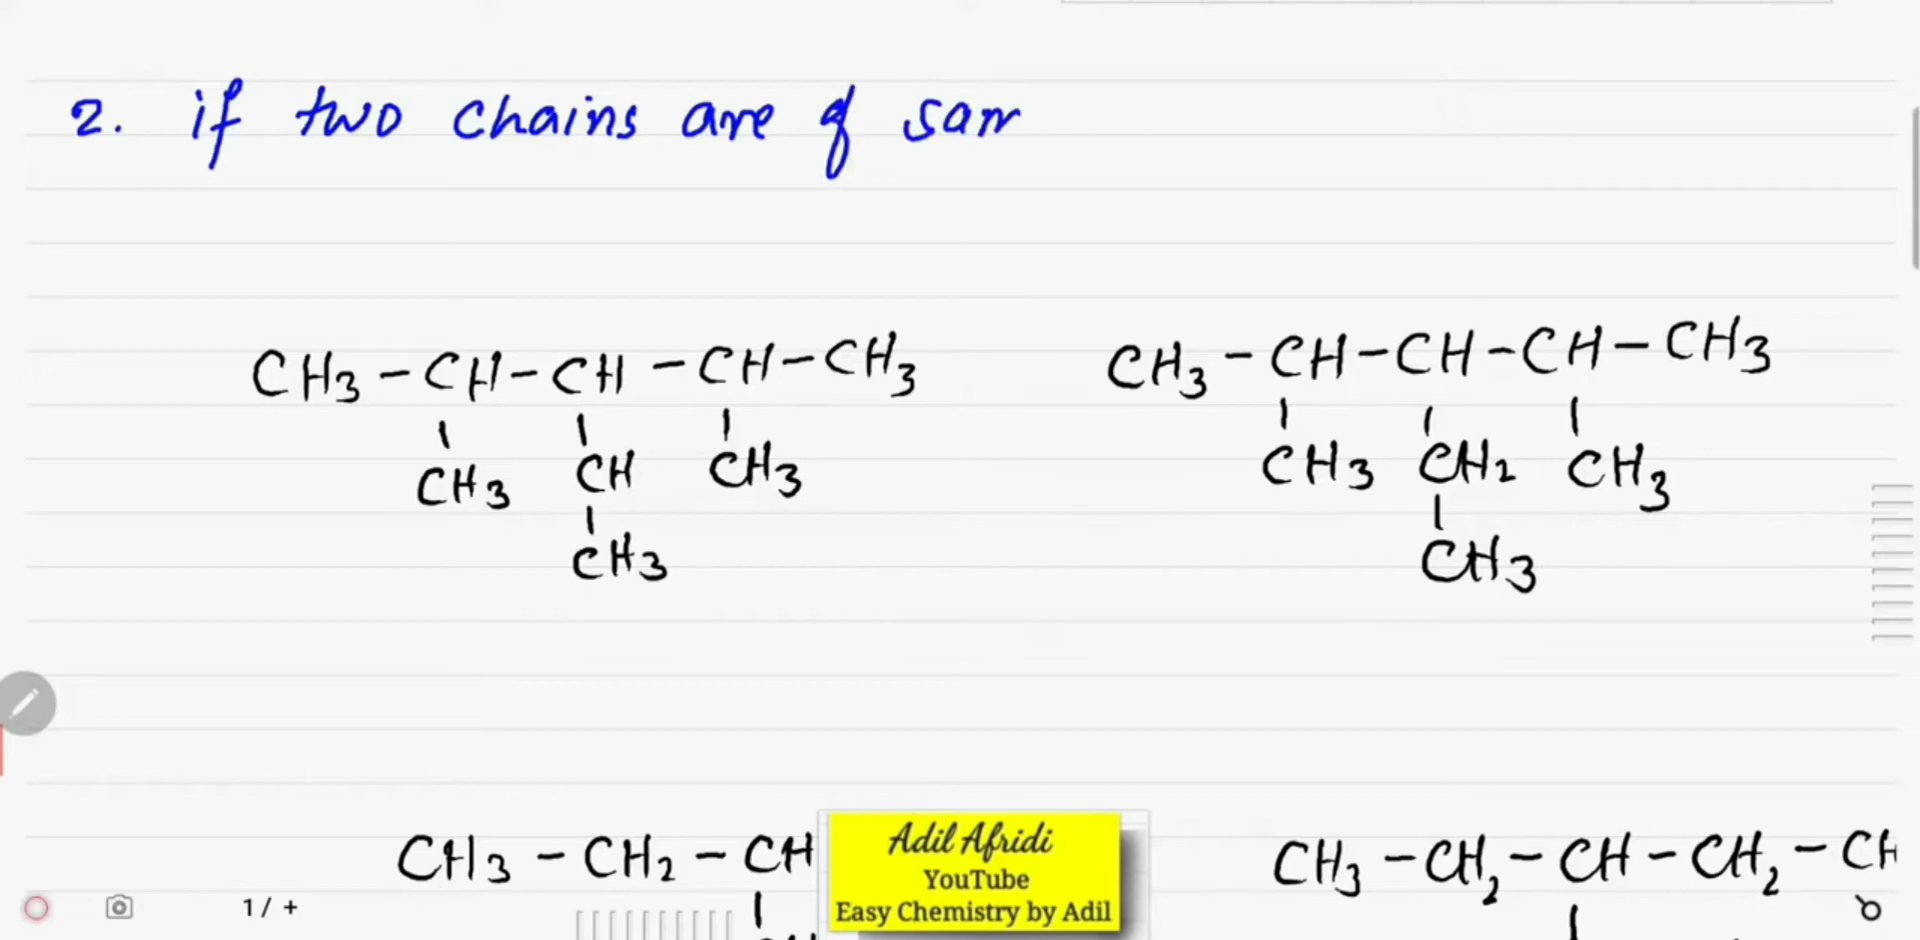 2. if two chains are of sam
CH3 - CH - CH - CH - CH3
CH3 CH CH3
CH3
CH3 - CH - CH - CH - CH3
CH3 CH2 CH3
CH3
CH3 - CH2 - CH
CH3 - CH2 - CH - CH2 - CH
Adil Afridi
YouTube
Easy Chemistry by Adil
1 / +